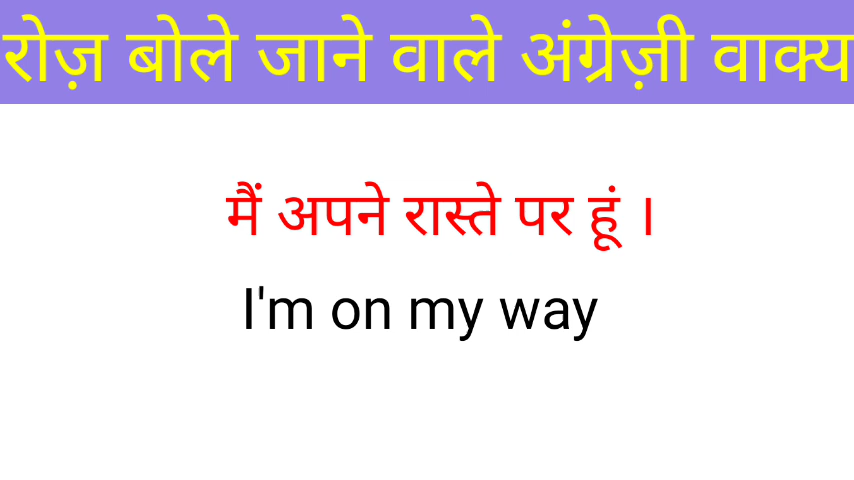 रोज़ बोले जाने वाले अंग्रेज़ी वाक्य
मैं अपने रास्ते पर हूं ।
I'm on my way